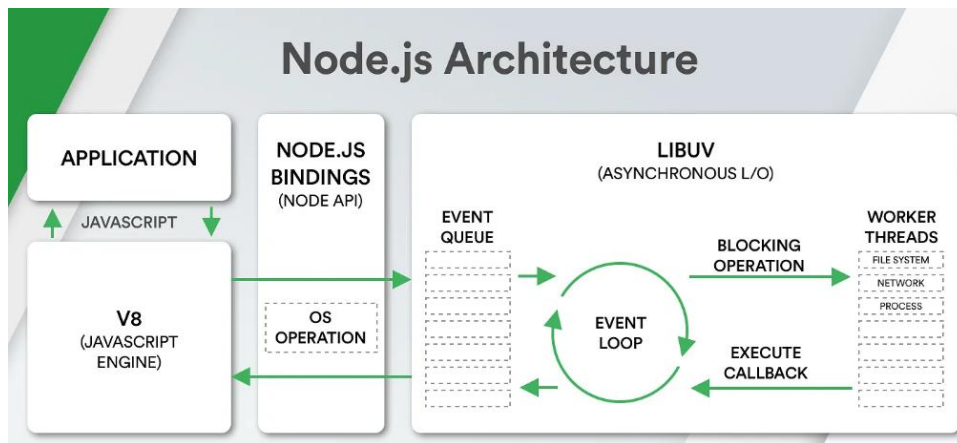 Node.js Architecture
APPLICATION
JAVASCRIPT
V8
(JAVASCRIPT
ENGINE)
NODE.JS
BINDINGS
(NODE API)
OS
OPERATION
LIBUV
(ASYNCHRONOUS L/O)
EVENT
QUEUE
EVENT
LOOP
BLOCKING
OPERATION
EXECUTE
CALLBACK
WORKER
THREADS
FILE SYSTEM
NETWORK
PROCESS